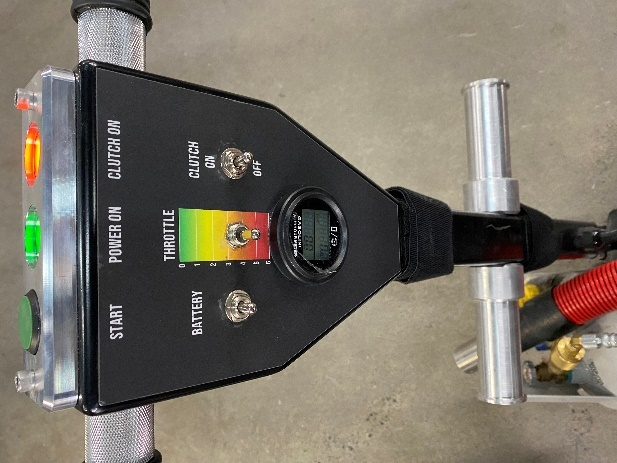 START
POWER ON
CLUTCH ON
BATTERY
THROTTLE
0 1 2 3 4 5 6
CLUTCH
ON
OFF